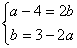 a − 4 = 2b
b = 3 − 2a